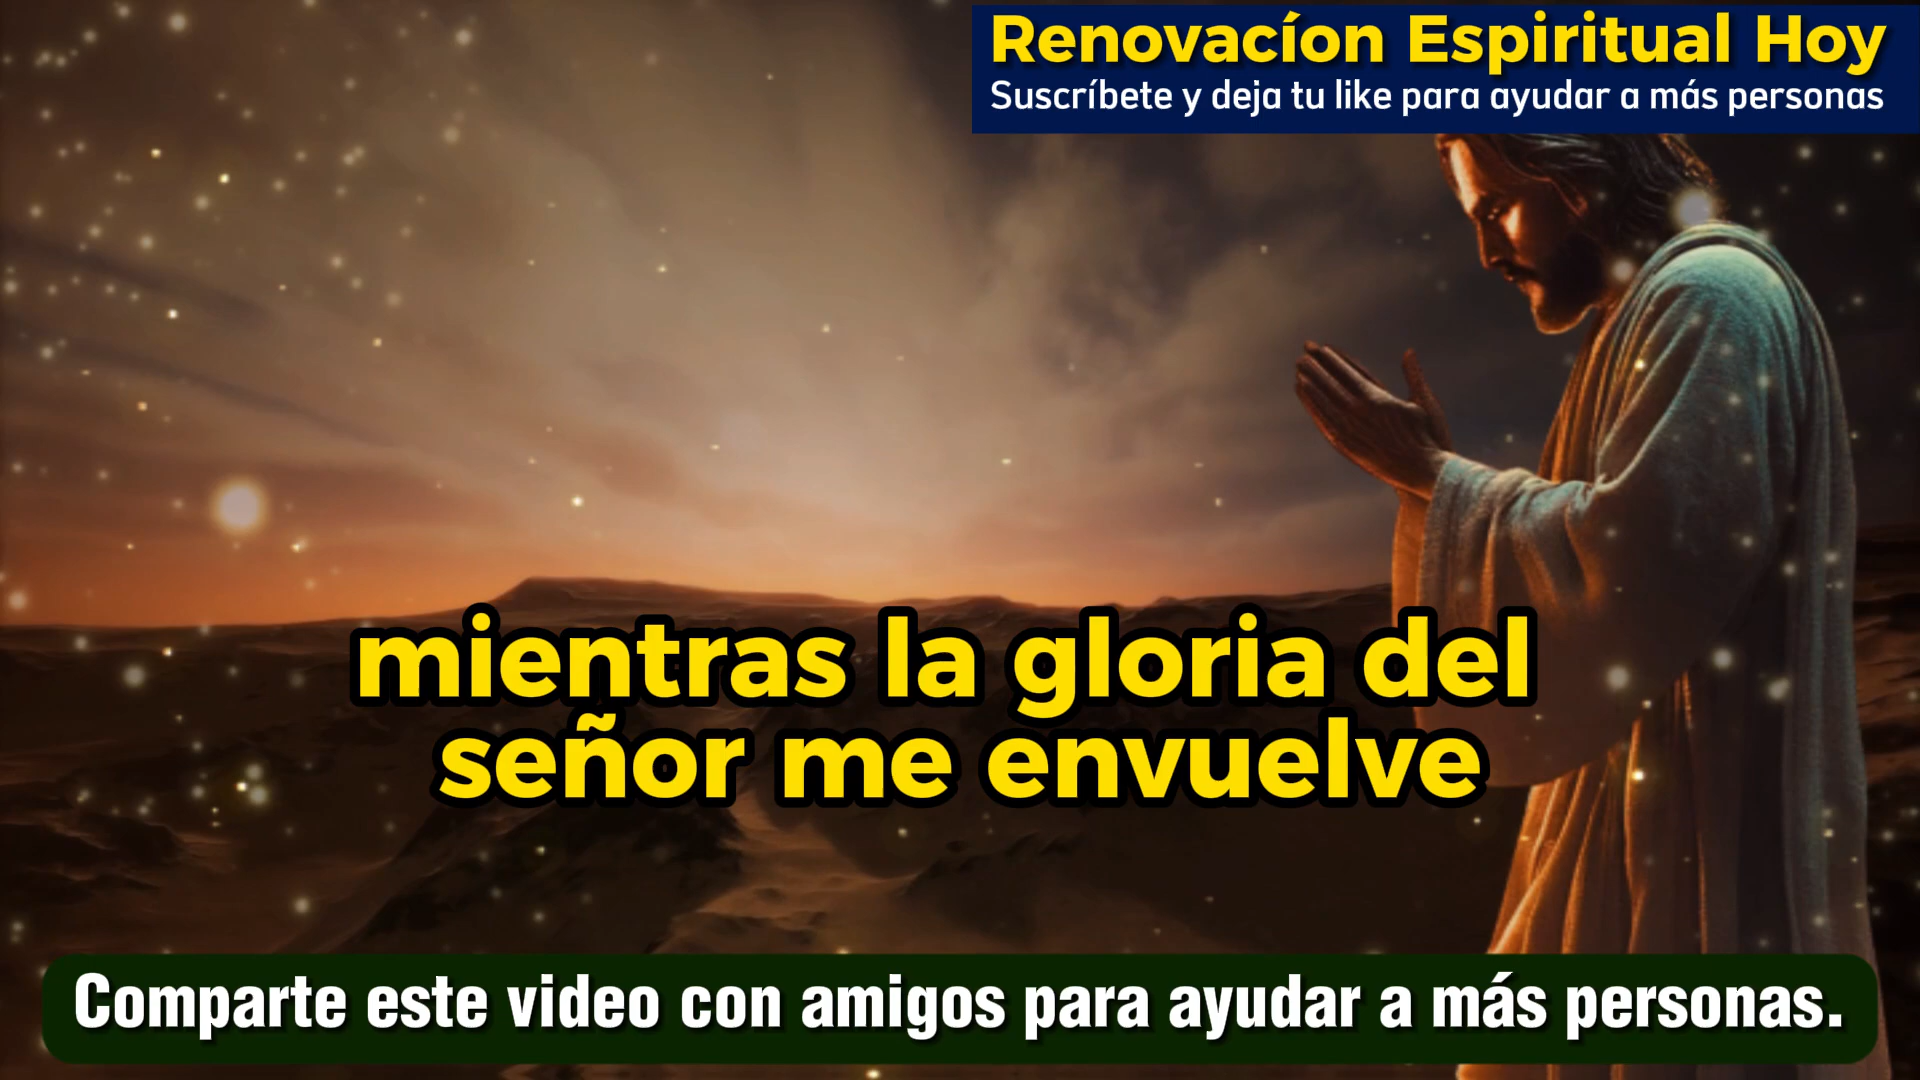 Renovacíon Espiritual Hoy
Suscríbete y deja tu like para ayudar a más personas
mientras la gloria del
señor me envuelve
Comparte este video con amigos para ayudar a más personas.